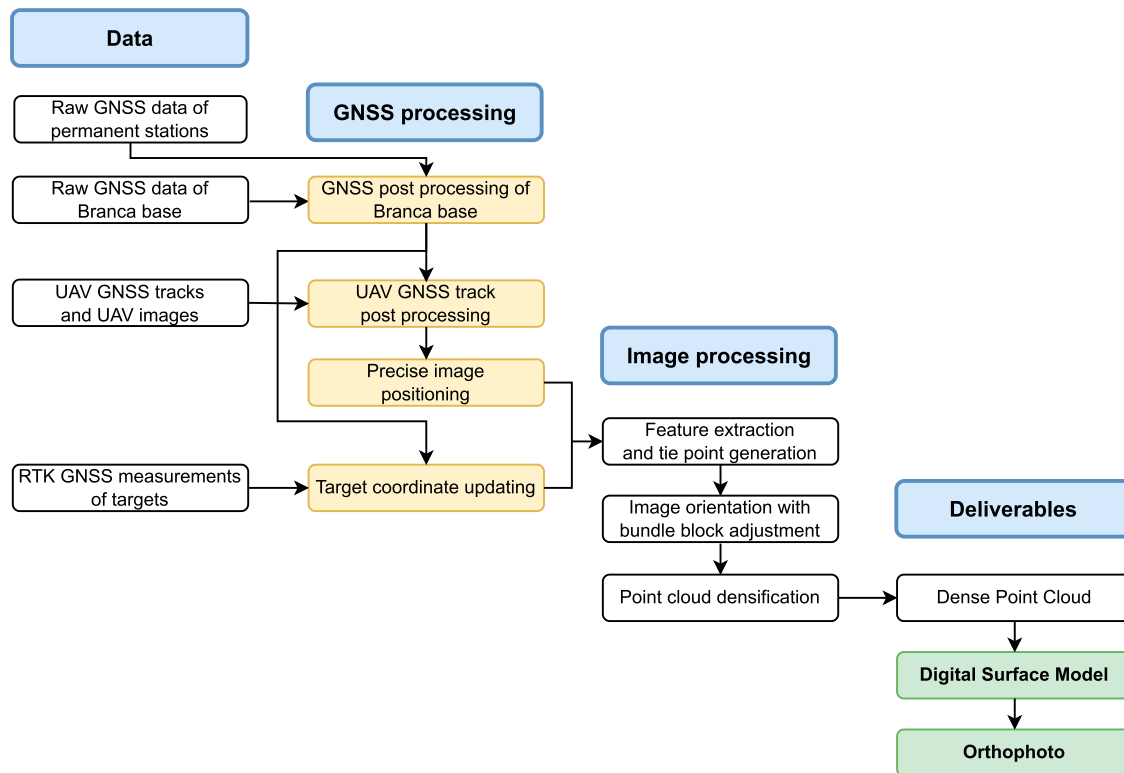 Data
Raw GNSS data of
permanent stations
Raw GNSS data of
Branca base
UAV GNSS tracks
and UAV images
RTK GNSS measurements
of targets
GNSS processing
GNSS post processing of
Branca base
UAV GNSS track
post processing
Precise image
positioning
Target coordinate updating
Image processing
Feature extraction
and tie point generation
Image orientation with
bundle block adjustment
Point cloud densification
Deliverables
Dense Point Cloud
Digital Surface Model
Orthophoto